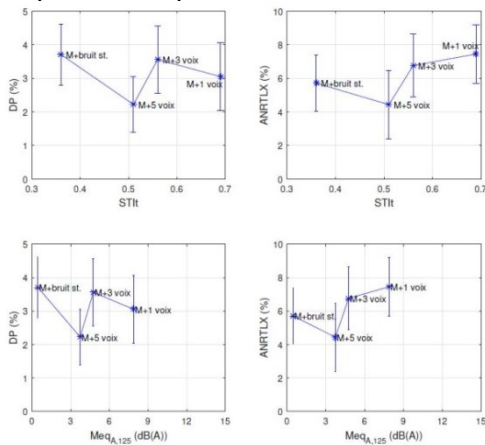 DP (%)
5
4
3
2
1
0
M+bruit st.
M+5 voix
M+3 voix
M+1 voix
0.3 0.4 0.5 0.6 0.7
STIt
ANRTLX (%)
10
8
6
4
2
0
M+bruit st.
M+5 voix
M+3 voix
M+1 voix
0.3 0.4 0.5 0.6 0.7
STIt
DP (%)
5
4
3
2
1
0
M+bruit st.
M+5 voix
M+3 voix
M+1 voix
0 3 6 9 12 15
Meq A,125 (dB(A))
ANRTLX (%)
10
8
6
4
2
0
M+bruit st.
M+5 voix
M+3 voix
M+1 voix
0 3 6 9 12 15
Meq A,125 (dB(A))